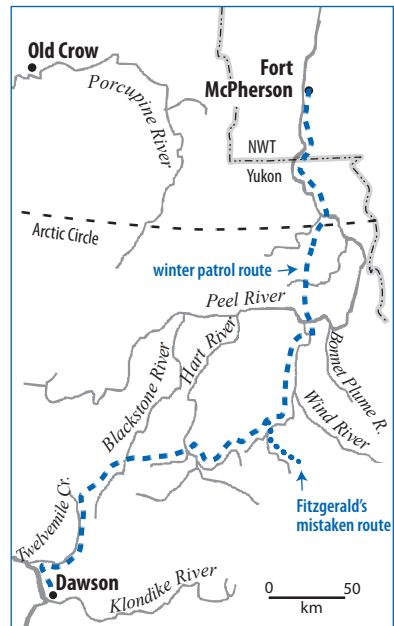 Old Crow
Fort
McPherson
Porcupine River
NWT
Yukon
Arctic Circle
winter patrol route
Peel River
Blackstone River
Hart River
Bonnet Plume R.
Wind River
Fitzgerald's
mistaken route
Twelvemile Cr.
Dawson
Klondike River
0 50
km